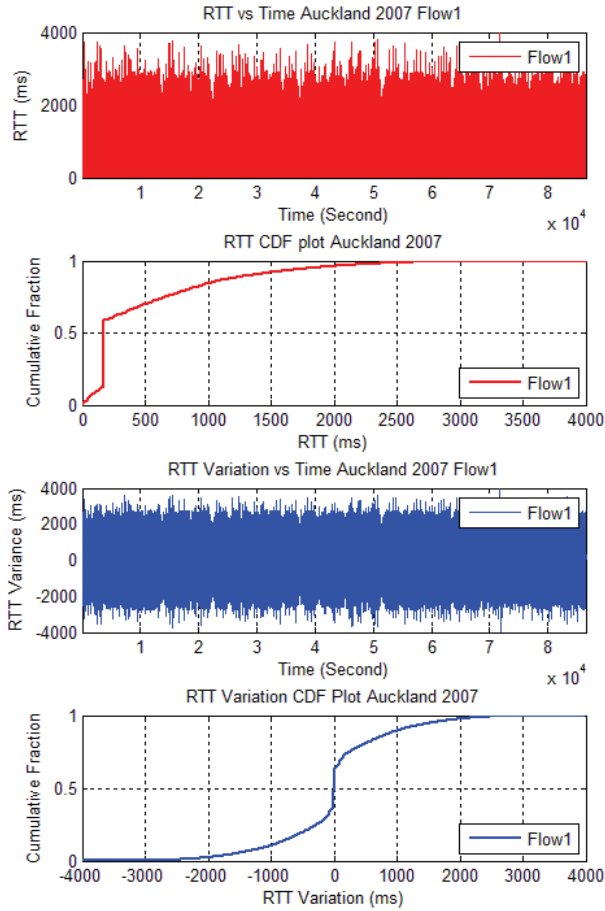 RTT vs Time Auckland 2007 Flow1
4000
2000
0
RTT (ms)
Flow1
1 2 3 4 5 6 7 8
Time (Second)
x 10^4
RTT CDF plot Auckland 2007
1
0.5
0
Cumulative Fraction
Flow1
0 500 1000 1500 2000 2500 3000 3500 4000
RTT (ms)
RTT Variation vs Time Auckland 2007 Flow1
4000
2000
0
-2000
-4000
RTT Variance (ms)
Flow1
1 2 3 4 5 6 7 8
Time (Second)
x 10^4
RTT Variation CDF Plot Auckland 2007
1
0.5
0
Cumulative Fraction
Flow1
-4000 -3000 -2000 -1000 0 1000 2000 3000 4000
RTT Variation (ms)